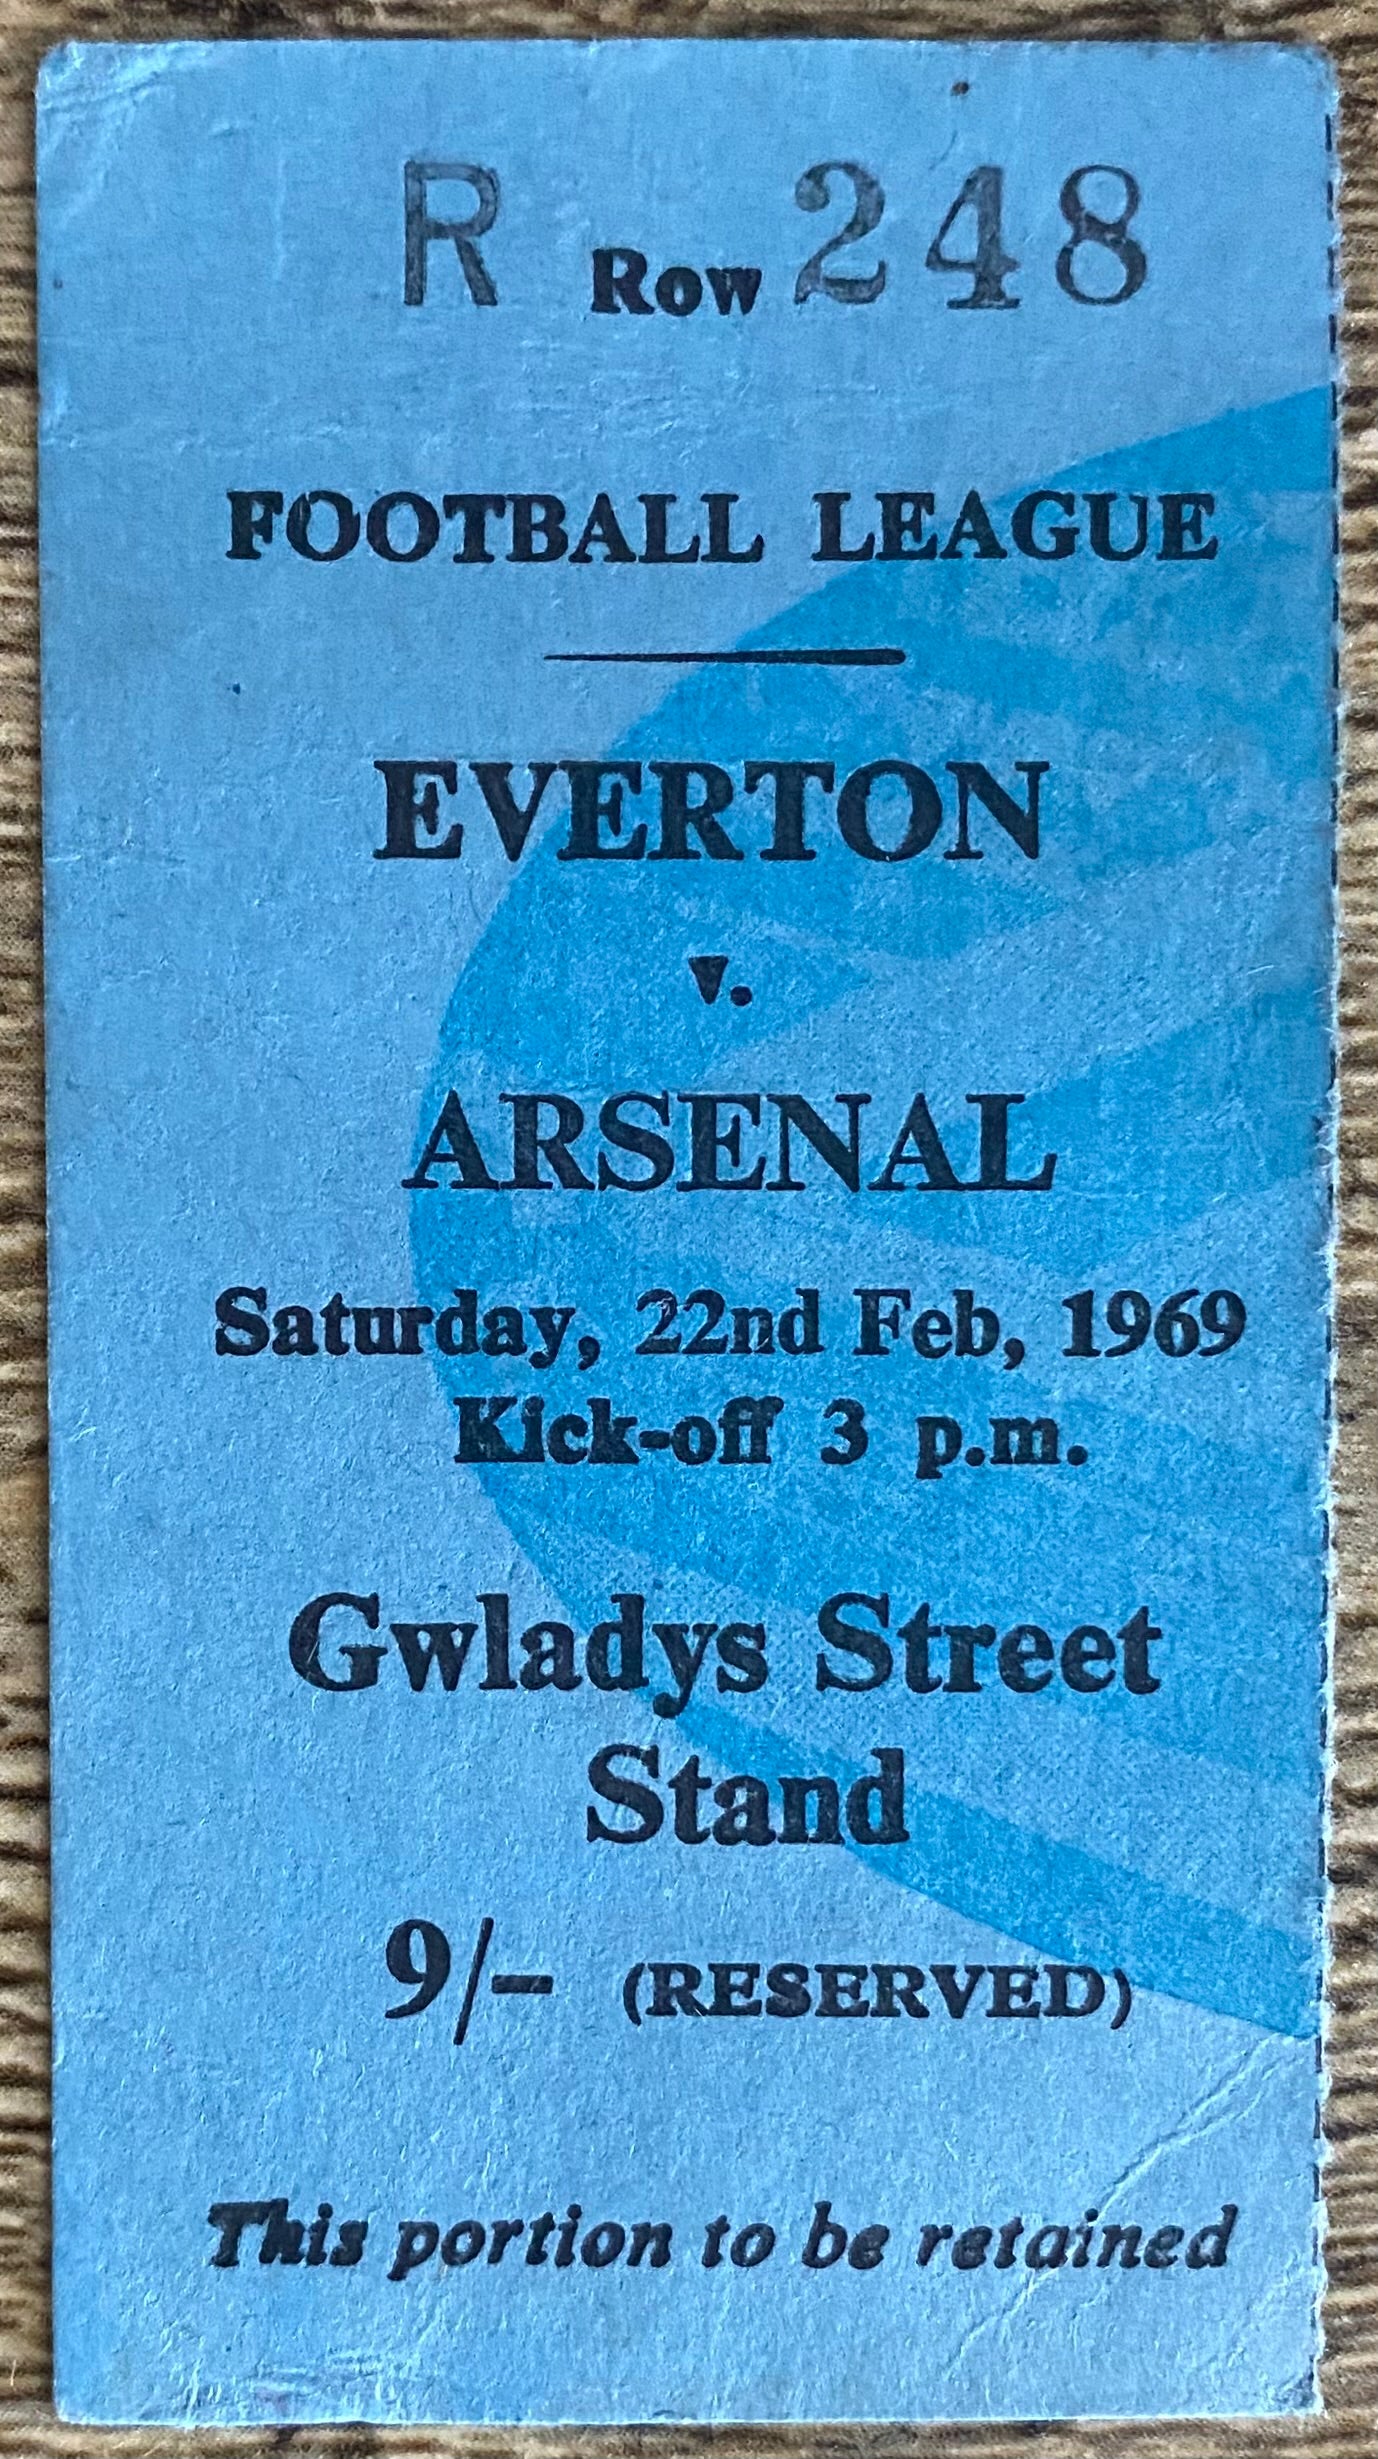 R Row 248
FOOTBALL LEAGUE
EVERTON
v.
ARSENAL
Saturday, 22nd Feb, 1969
Kick-off 3 p.m.
Gwladys Street
Stand
9/- (RESERVED)
This portion to be retained